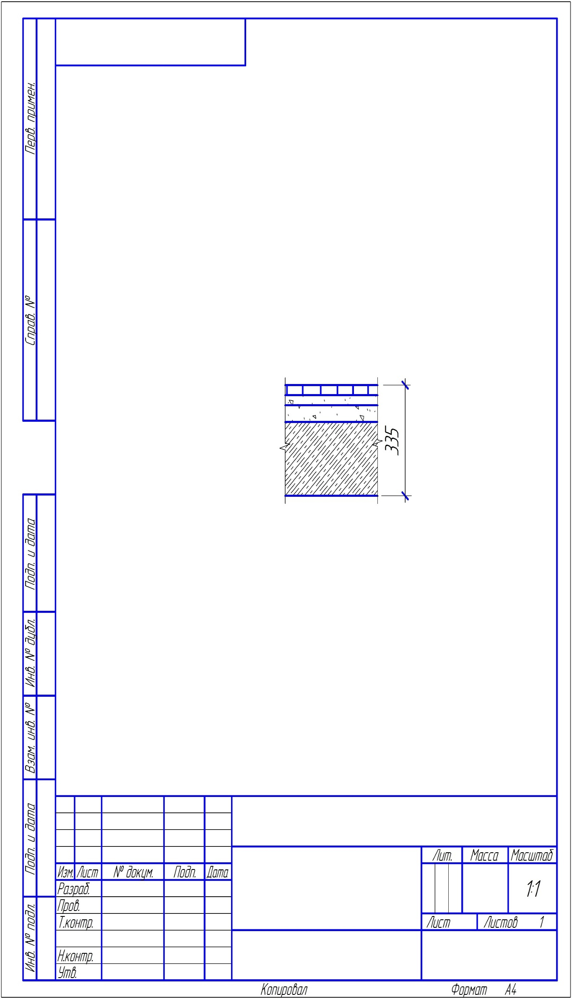 Перв. примен.
Справ. №
335
Подп. и дата
Инв. № дубл.
Взам. инв. №
Подп. и дата
Инв. № подл.
Лит. Масса Масштаб
Изм. Лист № докум. Подп. Дата
Разраб. 1:1
Пров.
Т.контр. Лист Листов 1
Н.контр.
Утв.
Копировал Формат А4